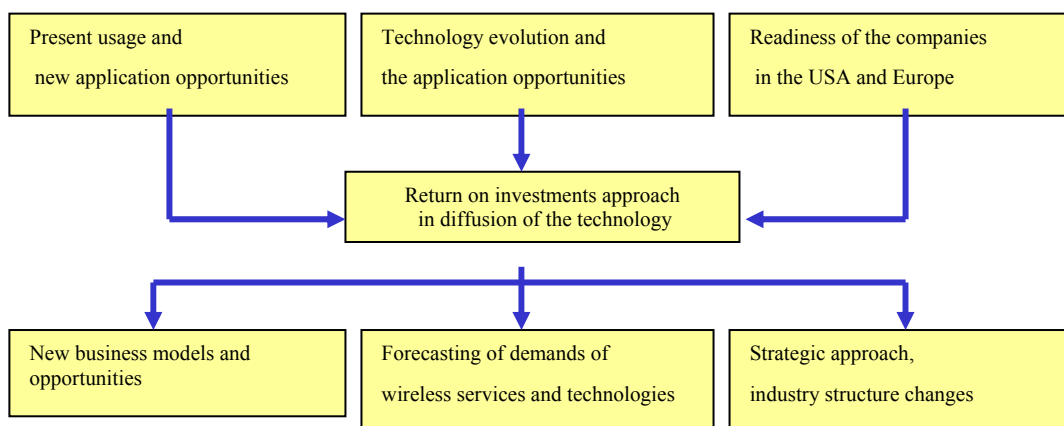 Present usage and
new application opportunities
Technology evolution and
the application opportunities
Readiness of the companies
in the USA and Europe
Return on investments approach
in diffusion of the technology
New business models and
opportunities
Forecasting of demands of
wireless services and technologies
Strategic approach,
industry structure changes